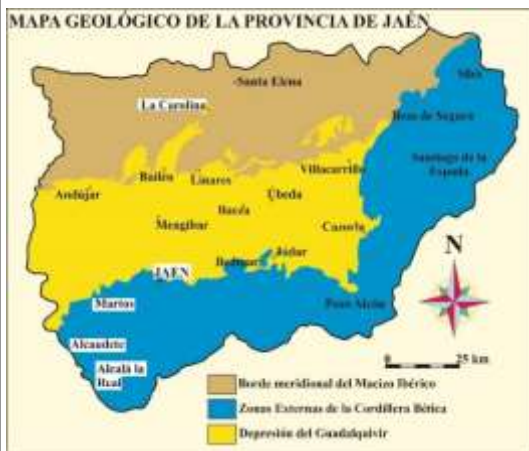 MAPA GEOLÓGICO DE LA PROVINCIA DE JAÉN
Siles
Santa Elena
La Carolina
Beas de Segura
Santiago de la
Espada
Villacarrillo
Bailén
Linares
Andújar
Úbeda
Baeza
Mengíbar
Cazorla
Jódar
Bedmar
JAEN
N
Martos
Pozo Alcón
Alcaudete
0 25 km
Alcalá la
Real
Borde meridional del Macizo Ibérico
Zonas Externas de la Cordillera Bética
Depresión del Guadalquivir